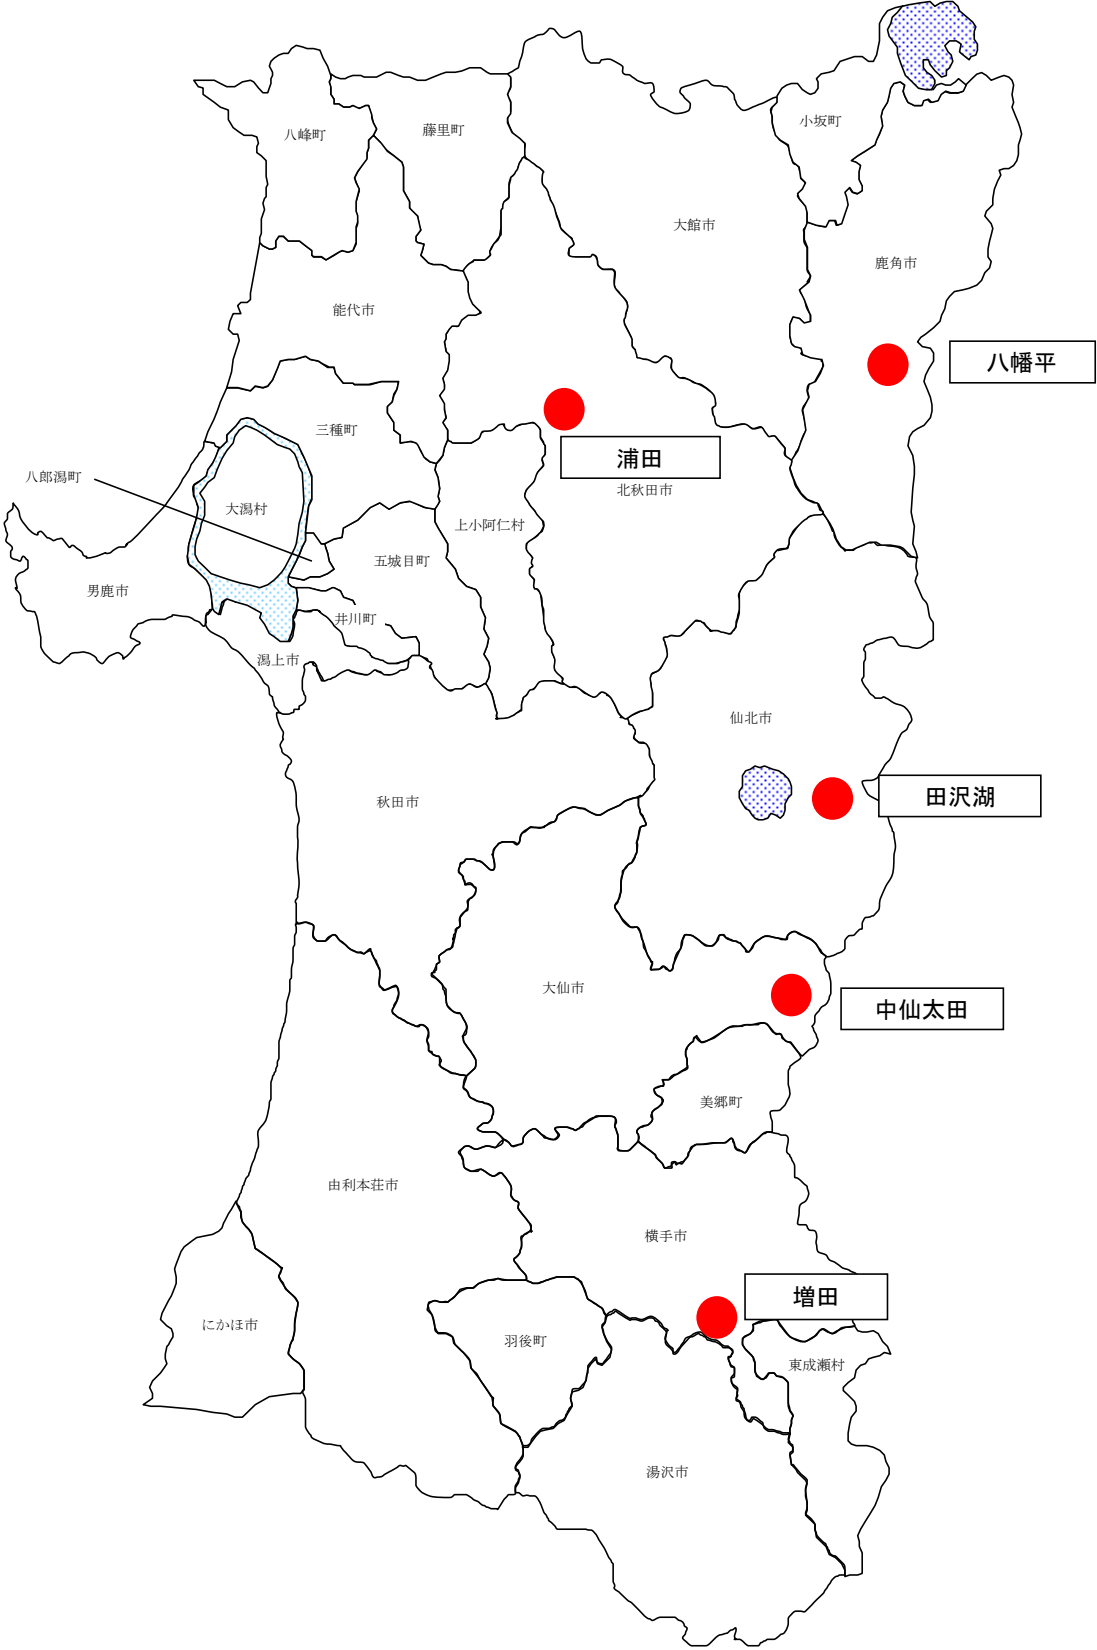 八峰町
藤里町
小坂町
大館市
鹿角市
能代市
八幡平
三種町
浦田
八郎潟町
北秋田市
大潟村
上小阿仁村
五城目町
男鹿市
井川町
潟上市
仙北市
秋田市
田沢湖
大仙市
中仙太田
美郷町
由利本荘市
横手市
増田
にかほ市
羽後町
東成瀬村
湯沢市